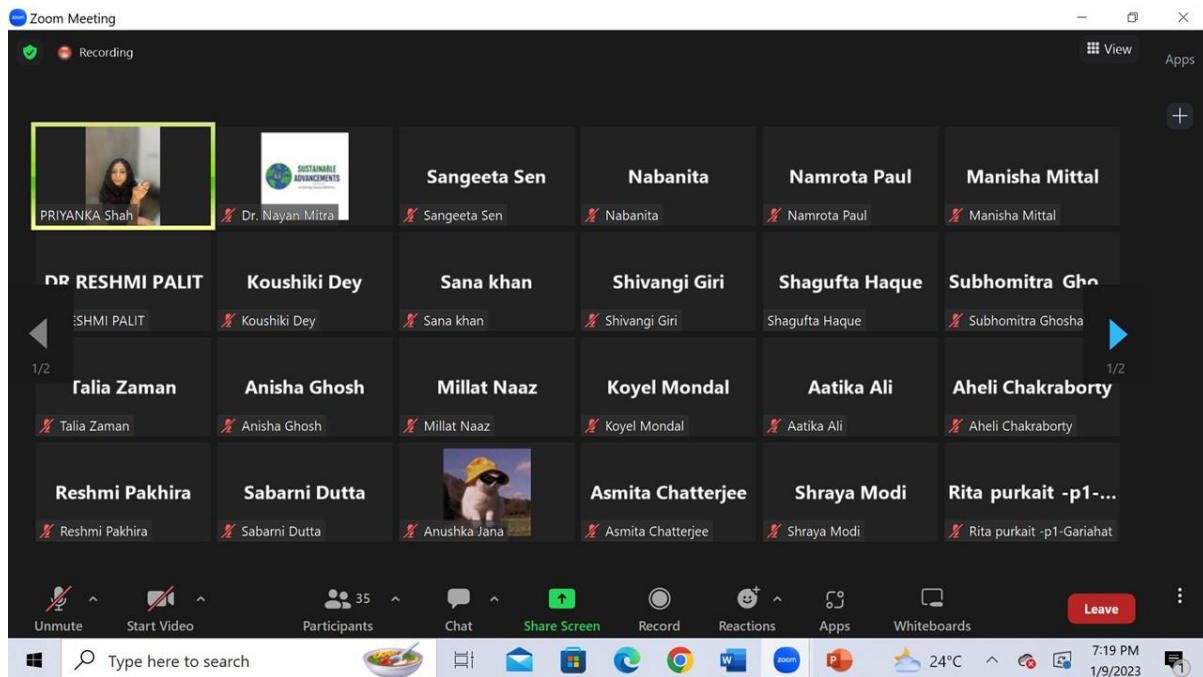 Zoom Meeting
Recording
View
Apps
PRIYANKA Shah
SUSTAINABLE
ADVANCEMENTS
Dr. Nayan Mitra
Sangeeta Sen
Sangeeta Sen
Nabanita
Nabanita
Namrota Paul
Namrota Paul
Manisha Mittal
Manisha Mittal
DR RESHMI PALIT
ESHMI PALIT
Koushiki Dey
Koushiki Dey
Sana khan
Sana khan
Shivangi Giri
Shivangi Giri
Shagufta Haque
Shagufta Haque
Subhomitra Gho
Subhomitra Ghosha
1/2
1/2
Talia Zaman
Talia Zaman
Anisha Ghosh
Anisha Ghosh
Millat Naaz
Millat Naaz
Koyel Mondal
Koyel Mondal
Aatika Ali
Aatika Ali
Aheli Chakraborty
Aheli Chakraborty
Reshmi Pakhira
Reshmi Pakhira
Sabarni Dutta
Sabarni Dutta
Anushka Jana
Asmita Chatterjee
Asmita Chatterjee
Shraya Modi
Shraya Modi
Rita purkait -p1-...
Rita purkait -p1-Gariahat
Unmute
Start Video
35
Participants
Chat
Share Screen
Record
Reactions
Apps
Whiteboards
Leave
Type here to search
zoom
24°C
7:19 PM
1/9/2023
1